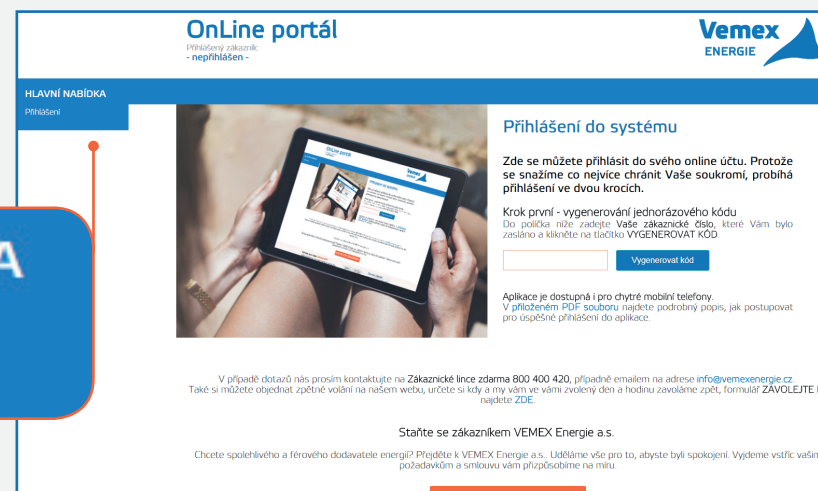 OnLine portál
Přihlášený zákazník:
- nepřihlášen -
Vemex
ENERGIE
HLAVNÍ NABÍDKA
Přihlášení
A
Přihlášení do systému
Zde se můžete přihlásit do svého online účtu. Protože
se snažíme co nejvíce chránit Vaše soukromí, probíhá
přihlášení ve dvou krocích.
Krok první - vygenerování jednorázového kódu
Do políčka níže zadejte Vaše zákaznické číslo, které Vám bylo
zasláno a klikněte na tlačítko VYGENEROVAT KÓD.
Vygenerovat kód
Aplikace je dostupná i pro chytré mobilní telefony.
V přiloženém PDF souboru najdete podrobný popis, jak postupovat
pro úspěšné přihlášení do aplikace.
V případě dotazů nás prosím kontaktujte na Zákaznické lince zdarma 800 400 420, případně emailem na adrese info@vemexenergie.cz.
Také si můžete objednat zpětné volání na našem webu, určete si kdy a my vám ve vámi zvolený den a hodinu zavoláme zpět, formulář ZAVOLEJTE
najdete ZDE.
Staňte se zákazníkem VEMEX Energie a.s.
Chcete spolehlivého a férového dodavatele energií? Přejděte k VEMEX Energie a.s.. Uděláme vše pro to, abyste byli spokojeni. Vyjdeme vstříc vašim
požadavkům a smlouvu vám přizpůsobíme na míru.